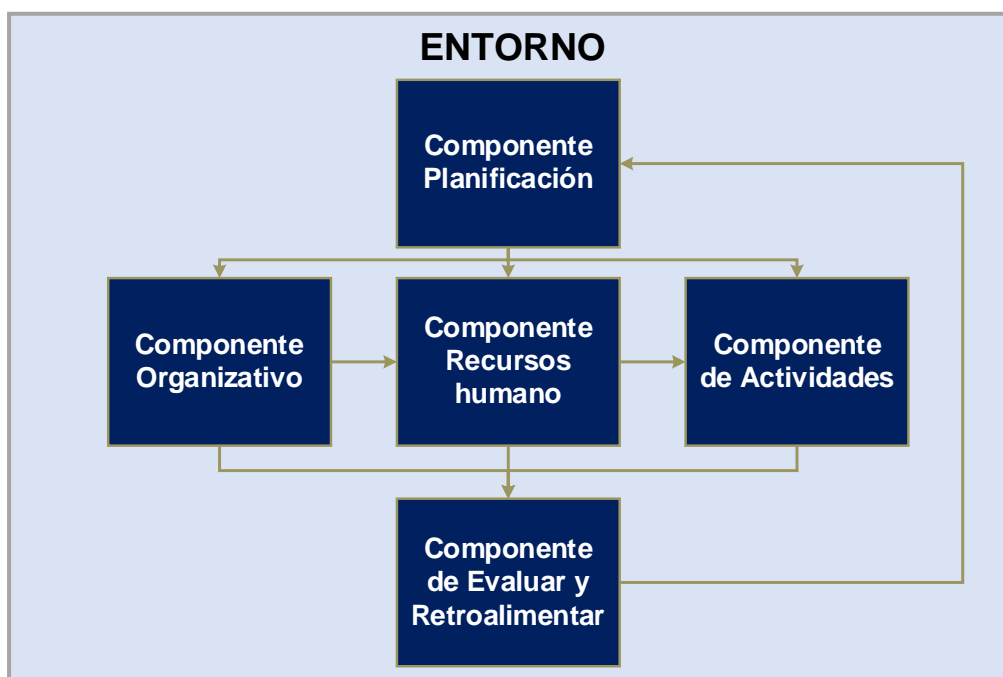 ENTORNO
Componente
Planificación
Componente
Organizativo
Componente
Recursos
humano
Componente
de Actividades
Componente
de Evaluar y
Retroalimentar